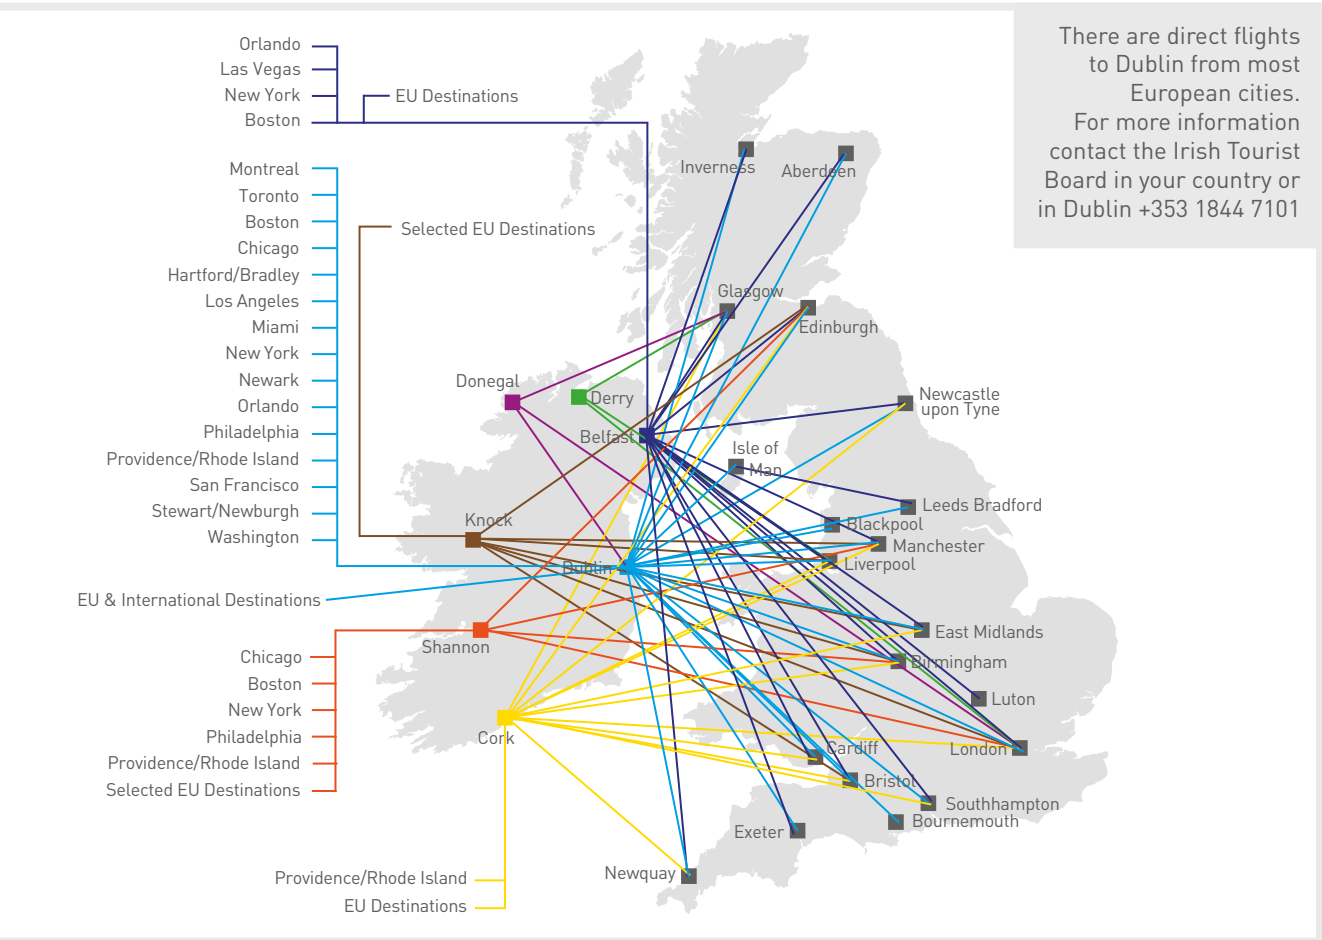 Orlando
Las Vegas
New York
Boston
EU Destinations
There are direct flights
to Dublin from most
European cities.
For more information
contact the Irish Tourist
Board in your country or
in Dublin +353 1844 7101
Montreal
Toronto
Boston
Chicago
Hartford/Bradley
Los Angeles
Miami
New York
Newark
Orlando
Philadelphia
Providence/Rhode Island
San Francisco
Stewart/Newburgh
Washington
Selected EU Destinations
EU & International Destinations
Chicago
Boston
New York
Philadelphia
Providence/Rhode Island
Selected EU Destinations
Providence/Rhode Island
EU Destinations
Inverness
Aberdeen
Glasgow
Edinburgh
Donegal
Derry
Belfast
Newcastle
upon Tyne
Isle of
Man
Leeds Bradford
Knock
Blackpool
Manchester
Dublin
Liverpool
Shannon
East Midlands
Birmingham
Luton
Cork
London
Cardiff
Bristol
Southhampton
Bournemouth
Exeter
Newquay